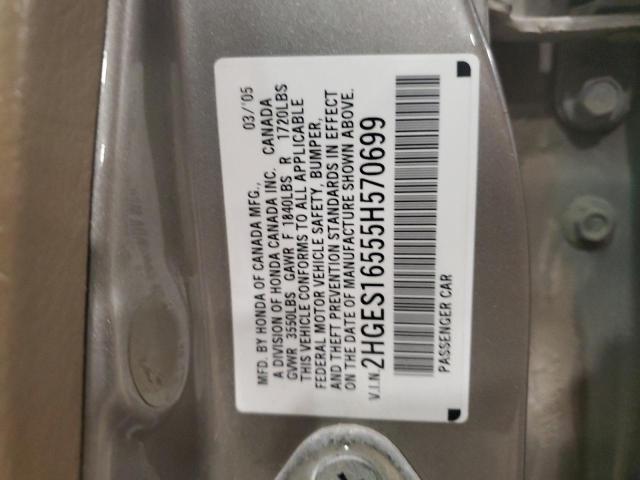 MFD. BY HONDA OF CANADA MFG., 03/'05
A DIVISION OF HONDA CANADA INC. CANADA
GVWR 3550LBS GAWR F 1840LBS R 1720LBS
THIS VEHICLE CONFORMS TO ALL APPLICABLE
FEDERAL MOTOR VEHICLE SAFETY, BUMPER,
AND THEFT PREVENTION STANDARDS IN EFFECT
ON THE DATE OF MANUFACTURE SHOWN ABOVE.
V.I.N. 2HGES16555H570699
PASSENGER CAR